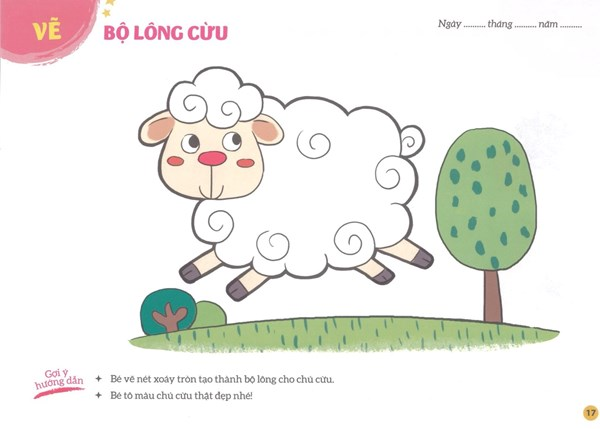 VẼ
BỘ LÔNG CỪU
Ngày .......... tháng .......... năm ..........
Gợi ý
hướng dẫn
Bé vẽ nét xoáy tròn tạo thành bộ lông cho chú cừu.
Bé tô màu chú cừu thật đẹp nhé!
17